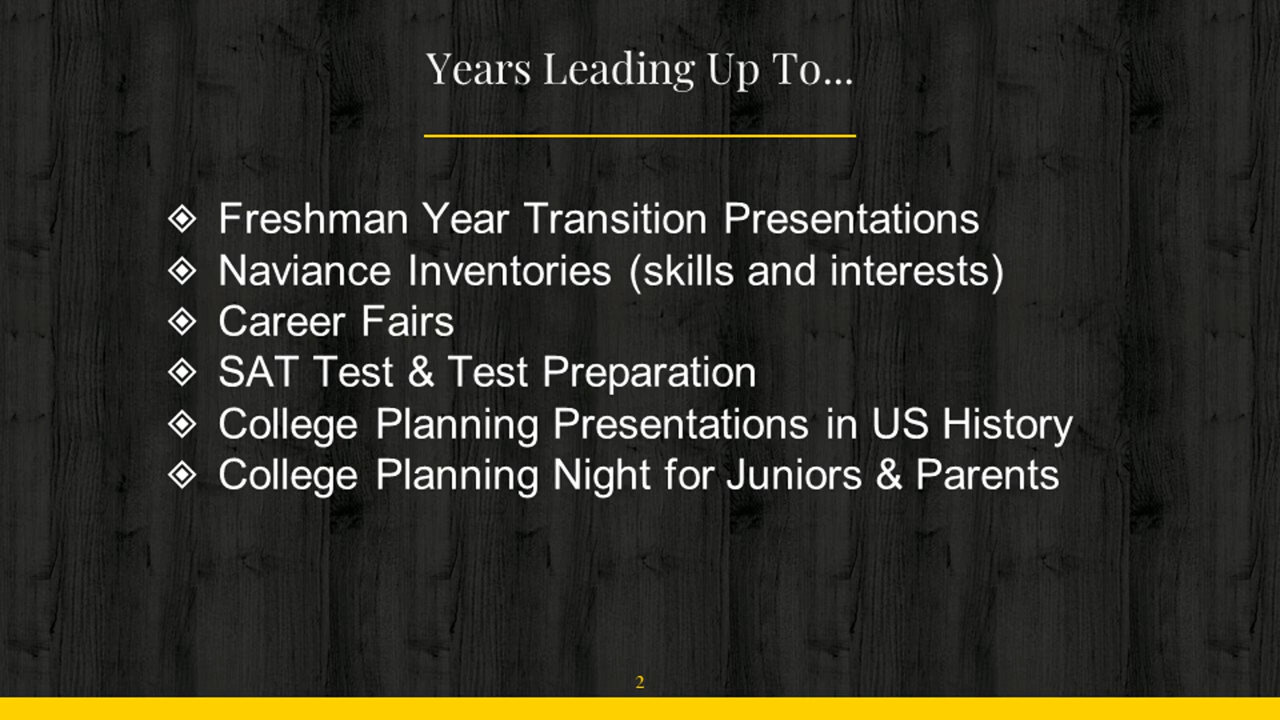 Years Leading Up To...
Freshman Year Transition Presentations
Naviance Inventories (skills and interests)
Career Fairs
SAT Test & Test Preparation
College Planning Presentations in US History
College Planning Night for Juniors & Parents
2